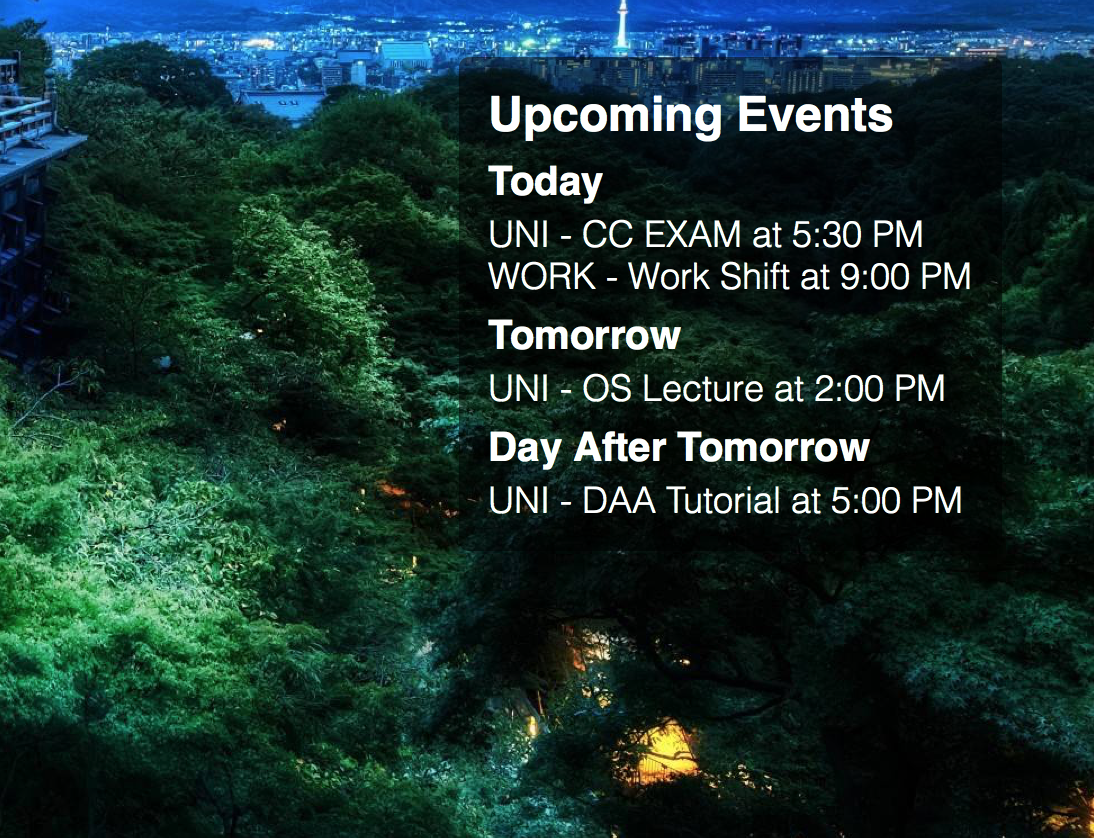 Upcoming Events
Today
UNI - CC EXAM at 5:30 PM
WORK - Work Shift at 9:00 PM
Tomorrow
UNI - OS Lecture at 2:00 PM
Day After Tomorrow
UNI - DAA Tutorial at 5:00 PM